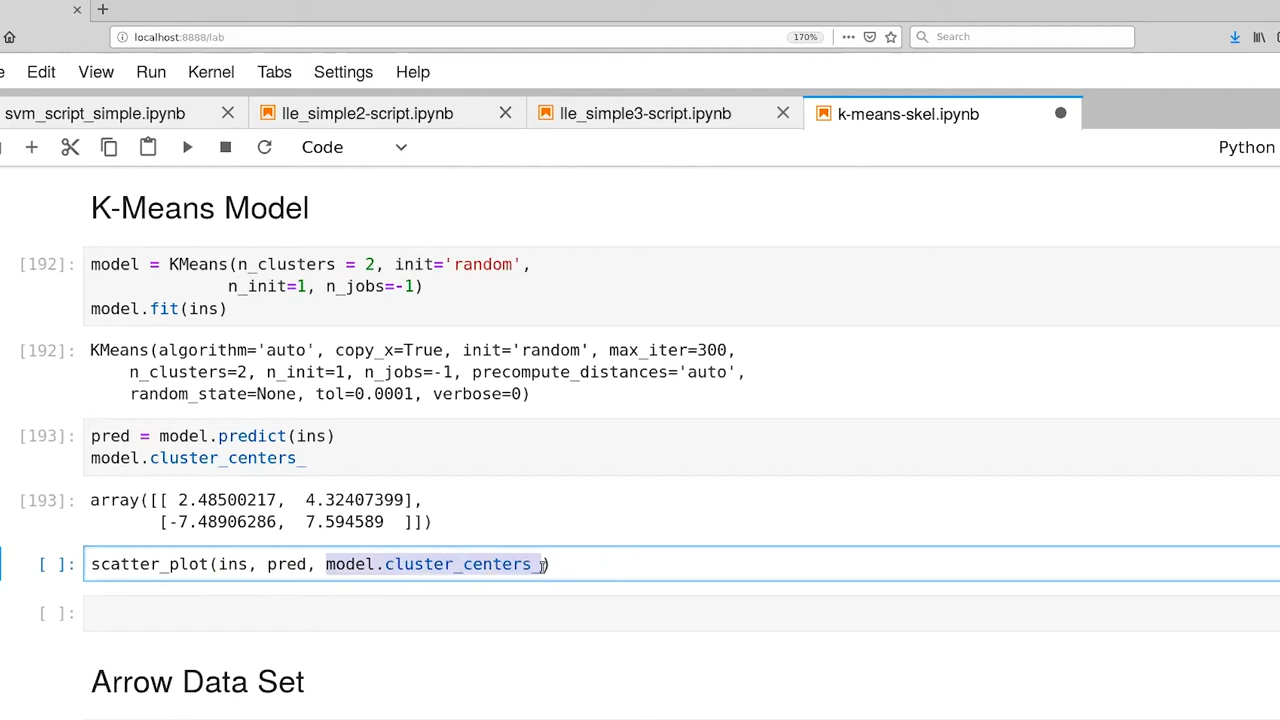 localhost:8888/lab 170% Search
Edit View Run Kernel Tabs Settings Help
svm_script_simple.ipynb lle_simple2-script.ipynb lle_simple3-script.ipynb k-means-skel.ipynb
Code Python
K-Means Model
[192]: model = KMeans(n_clusters = 2, init='random',
n_init=1, n_jobs=-1)
model.fit(ins)
[192]: KMeans(algorithm='auto', copy_x=True, init='random', max_iter=300,
n_clusters=2, n_init=1, n_jobs=-1, precompute_distances='auto',
random_state=None, tol=0.0001, verbose=0)
[193]: pred = model.predict(ins)
model.cluster_centers_
[193]: array([[ 2.48500217, 4.32407399],
[-7.48906286, 7.594589 ]])
[ ]: scatter_plot(ins, pred, model.cluster_centers_)
[ ]:
Arrow Data Set